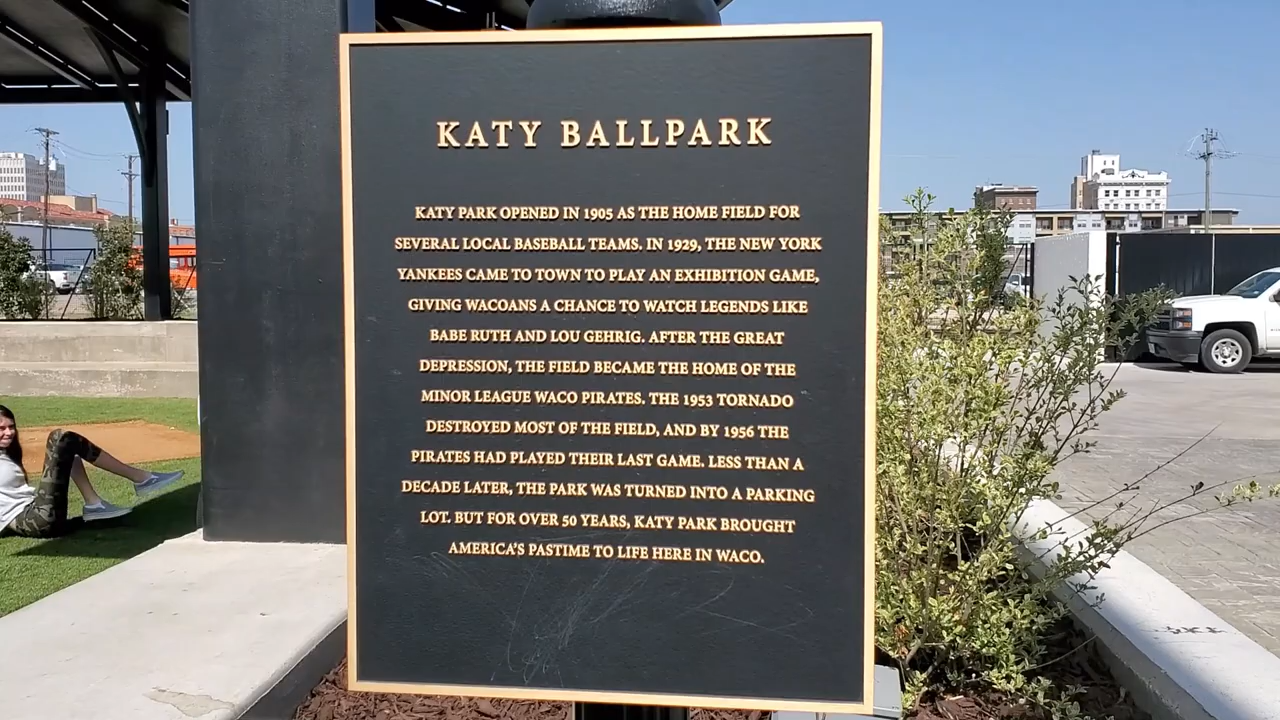 KATY BALLPARK
KATY PARK OPENED IN 1905 AS THE HOME FIELD FOR
SEVERAL LOCAL BASEBALL TEAMS. IN 1929, THE NEW YORK
YANKEES CAME TO TOWN TO PLAY AN EXHIBITION GAME,
GIVING WACOANS A CHANCE TO WATCH LEGENDS LIKE
BABE RUTH AND LOU GEHRIG. AFTER THE GREAT
DEPRESSION, THE FIELD BECAME THE HOME OF THE
MINOR LEAGUE WACO PIRATES. THE 1953 TORNADO
DESTROYED MOST OF THE FIELD, AND BY 1956 THE
PIRATES HAD PLAYED THEIR LAST GAME. LESS THAN A
DECADE LATER, THE PARK WAS TURNED INTO A PARKING
LOT. BUT FOR OVER 50 YEARS, KATY PARK BROUGHT
AMERICA'S PASTIME TO LIFE HERE IN WACO.